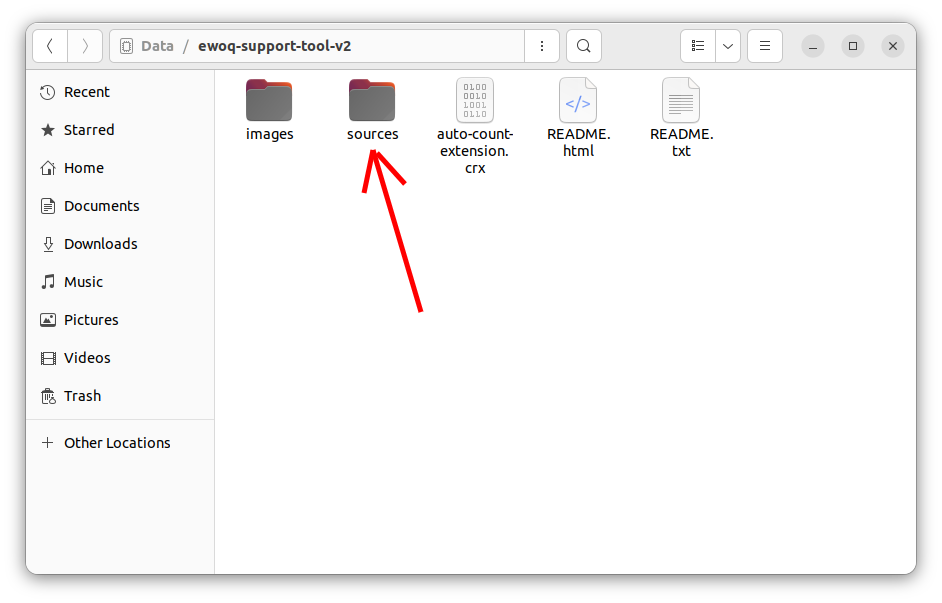 Data / ewoq-support-tool-v2
Recent
Starred
Home
Documents
Downloads
Music
Pictures
Videos
Trash
Other Locations
images
sources
0100
0010
1001
0110
auto-count-
extension.
crx
</>
README.
html
README.
txt